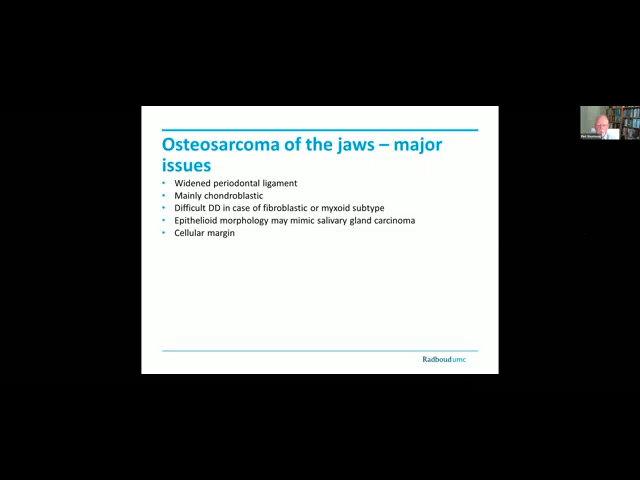 Osteosarcoma of the jaws – major
issues
• Widened periodontal ligament
• Mainly chondroblastic
• Difficult DD in case of fibroblastic or myxoid subtype
• Epithelioid morphology may mimic salivary gland carcinoma
• Cellular margin
Radboudumc